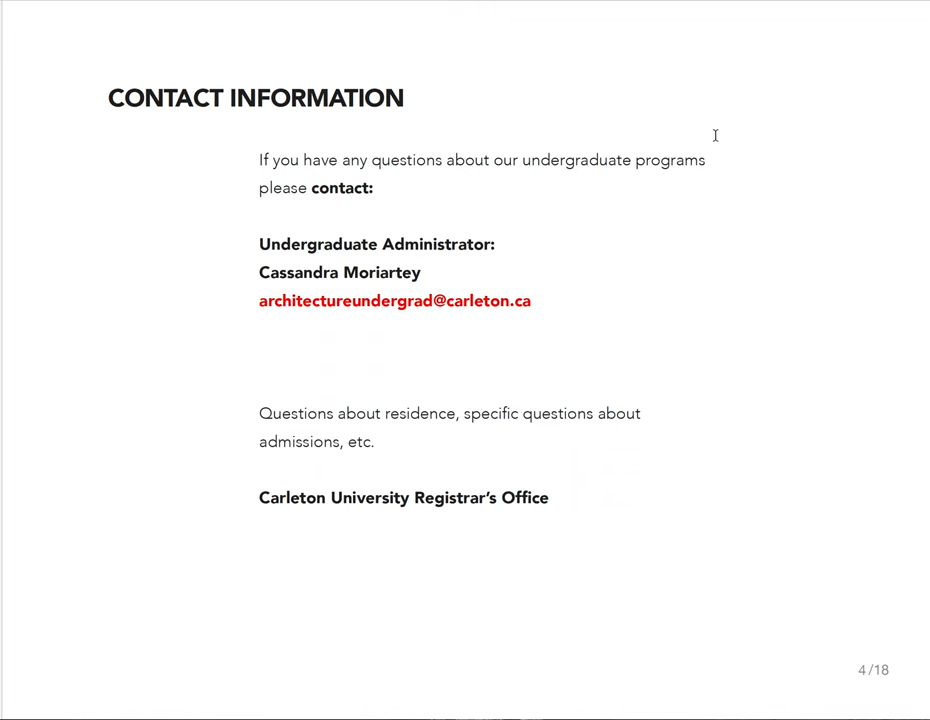 CONTACT INFORMATION
If you have any questions about our undergraduate programs
please contact:
Undergraduate Administrator:
Cassandra Moriartey
architectureundergrad@carleton.ca
Questions about residence, specific questions about
admissions, etc.
Carleton University Registrar’s Office
4/18